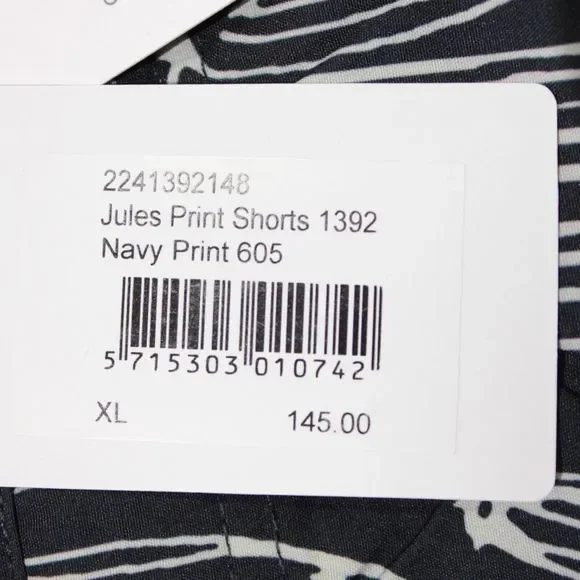 2241392148
Jules Print Shorts 1392
Navy Print 605
5 715303 010742
XL 145.00